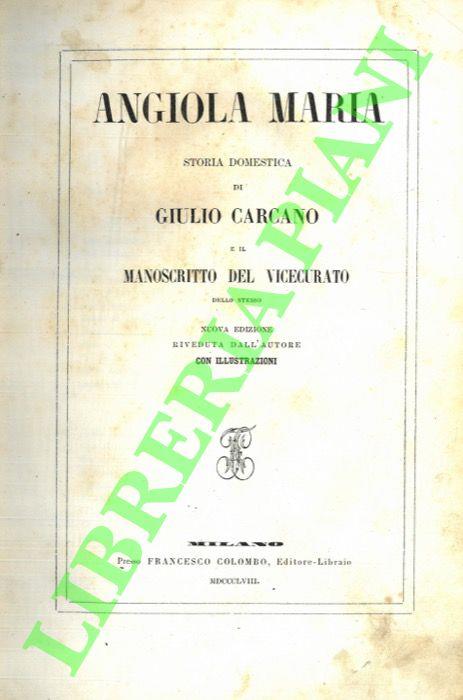 ANGIOLA MARIA
STORIA DOMESTICA
DI
GIULIO CARCANO
E IL
MANOSCRITTO DEL VICECURATO
DELLO STESSO
NUOVA EDIZIONE
RIVEDUTA DALL'AUTORE
CON ILLUSTRAZIONI
MILANO
Presso FRANCESCO COLOMBO, Editore-Libraio
MDCCCLVIII.
LIBRERIA PIANI